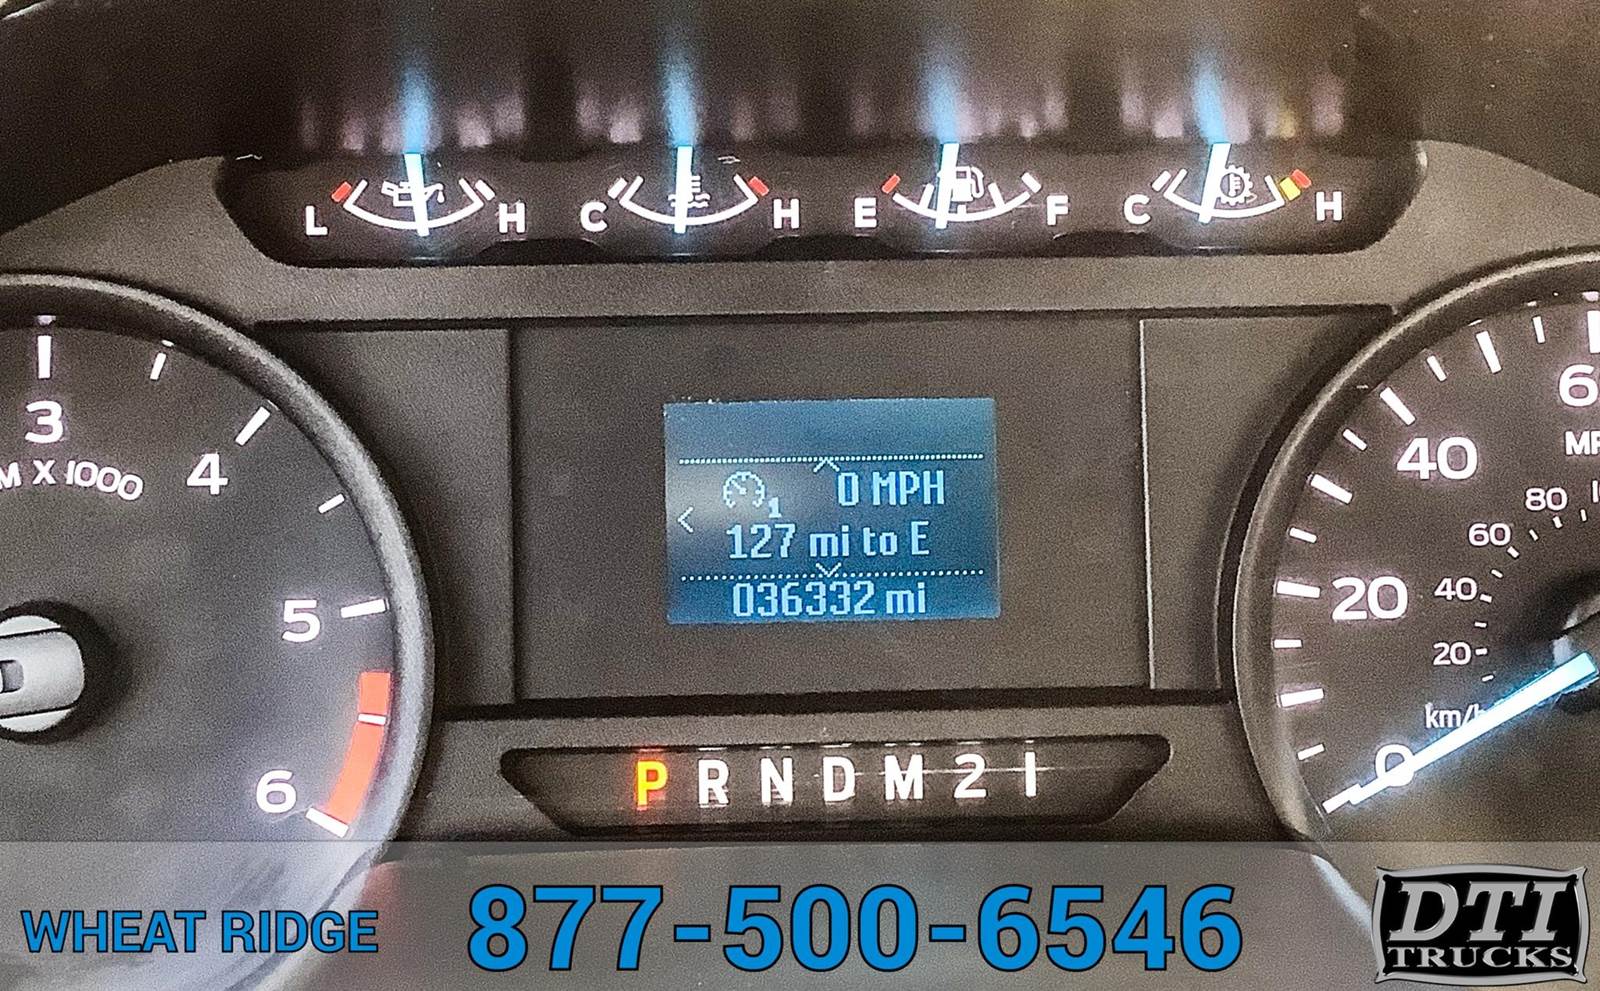 L H C H E F C H
3
M X 1000
4
5
6
0 MPH
1
127 mi to E
036332 mi
P R N D M 2 1
40
20
0
80
60
40
20
km/h
WHEAT RIDGE
877-500-6546
DTI
TRUCKS